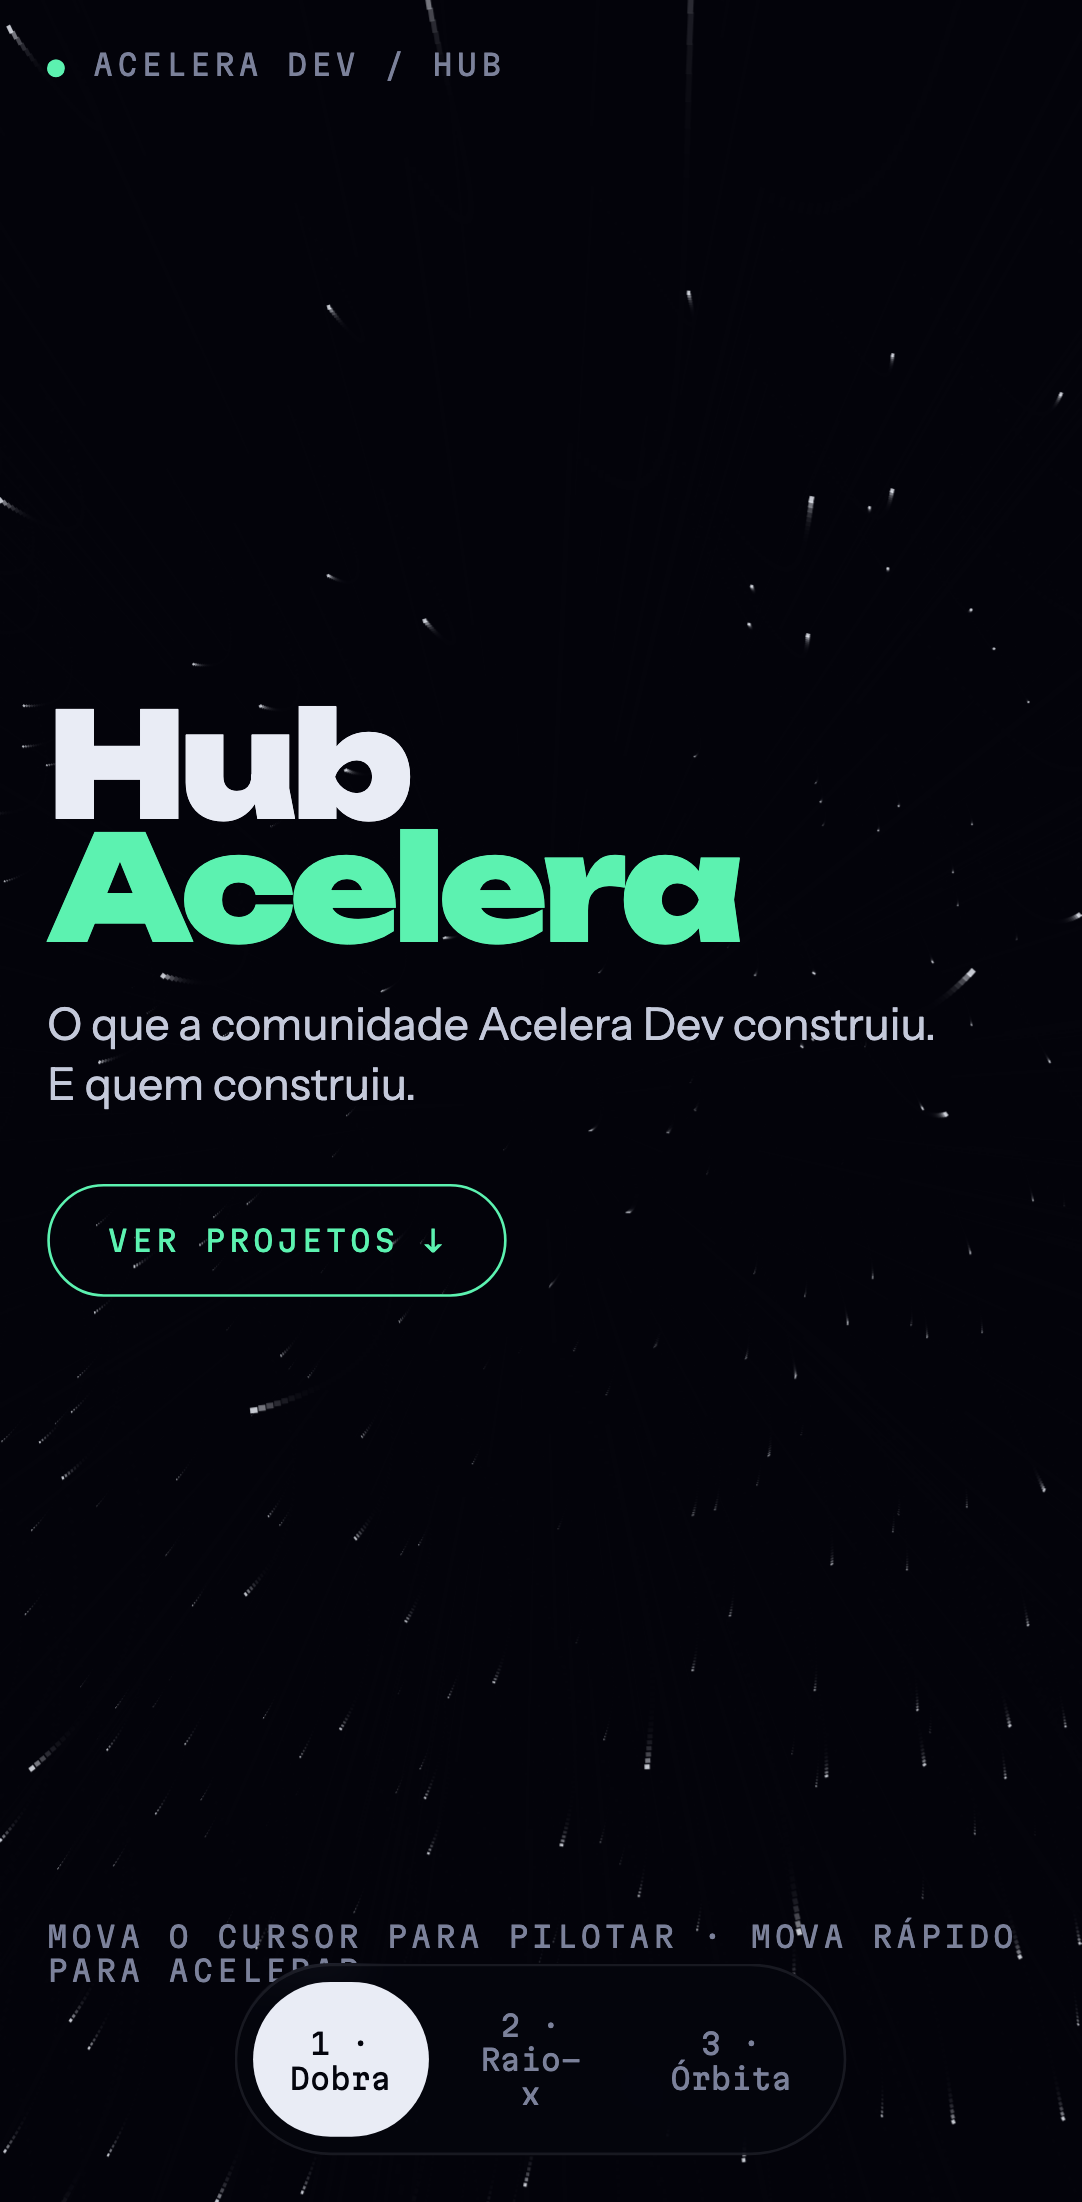 ACELERA DEV / HUB
Hub
Acelera
O que a comunidade Acelera Dev construiu.
E quem construiu.
VER PROJETOS ↓
MOVA O CURSOR PARA PILOTAR · MOVA RÁPIDO
PARA ACELERAR
1 ·
Dobra
2 ·
Raio-
x
3 ·
Órbita